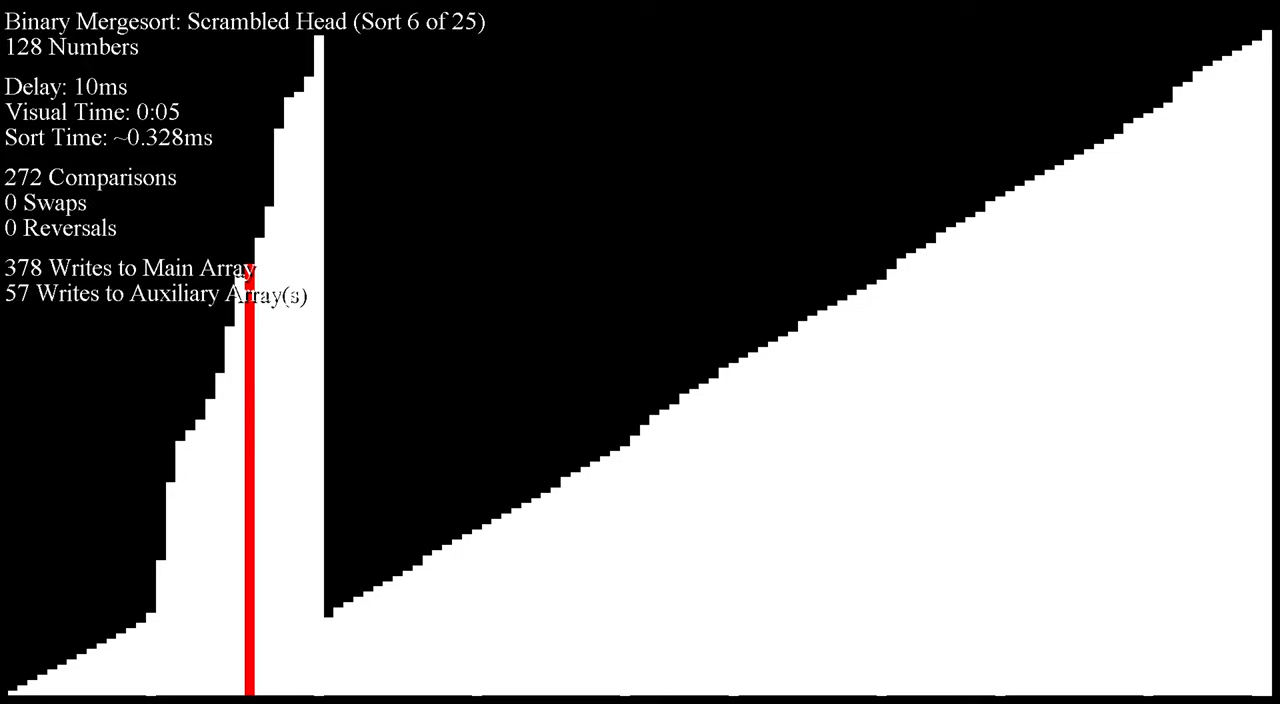 Binary Mergesort: Scrambled Head (Sort 6 of 25)
128 Numbers
Delay: 10ms
Visual Time: 0:05
Sort Time: ~0.328ms
272 Comparisons
0 Swaps
0 Reversals
378 Writes to Main Array
57 Writes to Auxiliary Array(s)